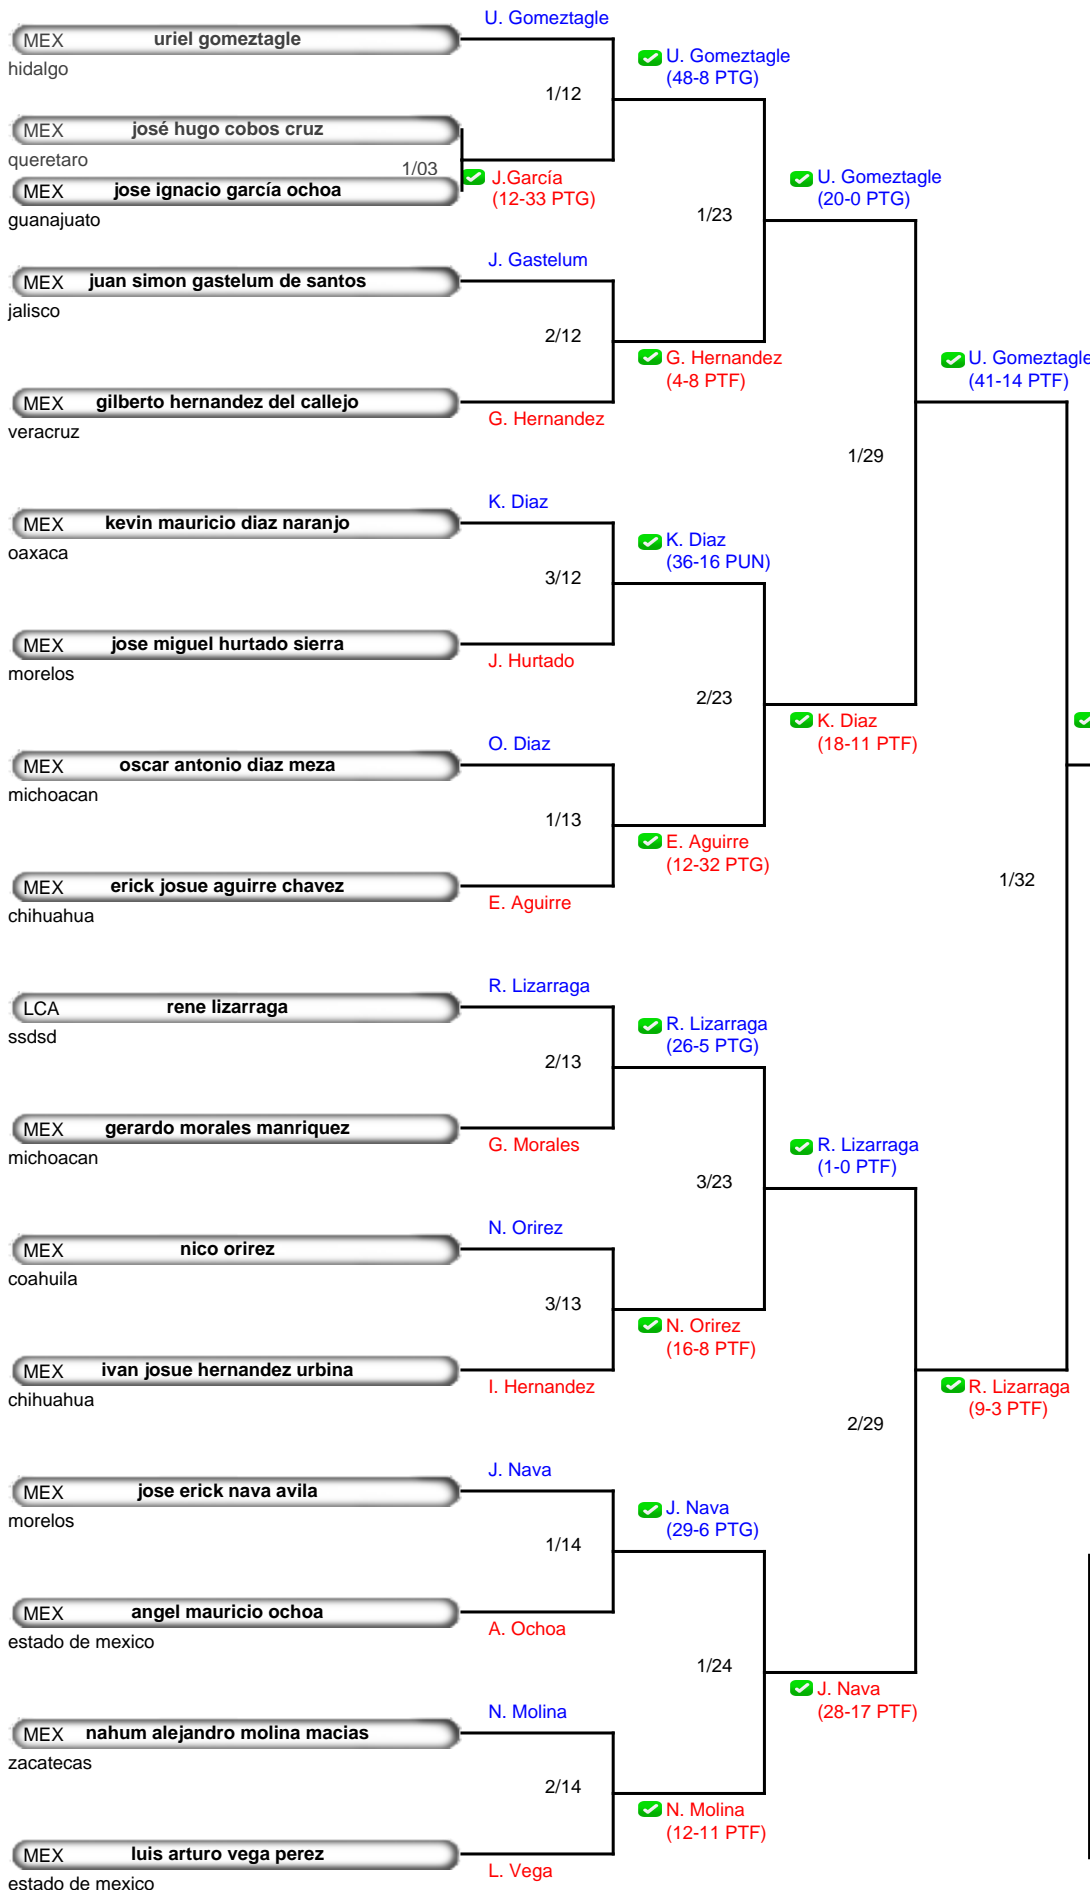 U. Gomeztagle
MEX uriel gomeztagle
hidalgo
U. Gomeztagle
(48-8 PTG)
1/12
MEX josé hugo cobos cruz
queretaro
1/03
J.García
(12-33 PTG)
MEX jose ignacio garcía ochoa
guanajuato
U. Gomeztagle
(20-0 PTG)
1/23
J. Gastelum
MEX juan simon gastelum de santos
jalisco
2/12
G. Hernandez
(4-8 PTF)
U. Gomeztagle
(41-14 PTF)
MEX gilberto hernandez del callejo
veracruz
G. Hernandez
1/29
K. Diaz
MEX kevin mauricio diaz naranjo
oaxaca
K. Diaz
(36-16 PUN)
3/12
MEX jose miguel hurtado sierra
morelos
J. Hurtado
2/23
K. Diaz
(18-11 PTF)
O. Diaz
MEX oscar antonio diaz meza
michoacan
1/13
E. Aguirre
(12-32 PTG)
MEX erick josue aguirre chavez
chihuahua
E. Aguirre
1/32
R. Lizarraga
LCA rene lizarraga
ssdsd
R. Lizarraga
(26-5 PTG)
2/13
MEX gerardo morales manriquez
michoacan
G. Morales
R. Lizarraga
(1-0 PTF)
3/23
N. Orirez
MEX nico orirez
coahuila
3/13
N. Orirez
(16-8 PTF)
MEX ivan josue hernandez urbina
chihuahua
I. Hernandez
R. Lizarraga
(9-3 PTF)
2/29
J. Nava
MEX jose erick nava avila
morelos
J. Nava
(29-6 PTG)
1/14
MEX angel mauricio ochoa
estado de mexico
A. Ochoa
1/24
J. Nava
(28-17 PTF)
N. Molina
MEX nahum alejandro molina macias
zacatecas
2/14
N. Molina
(12-11 PTF)
MEX luis arturo vega perez
estado de mexico
L. Vega